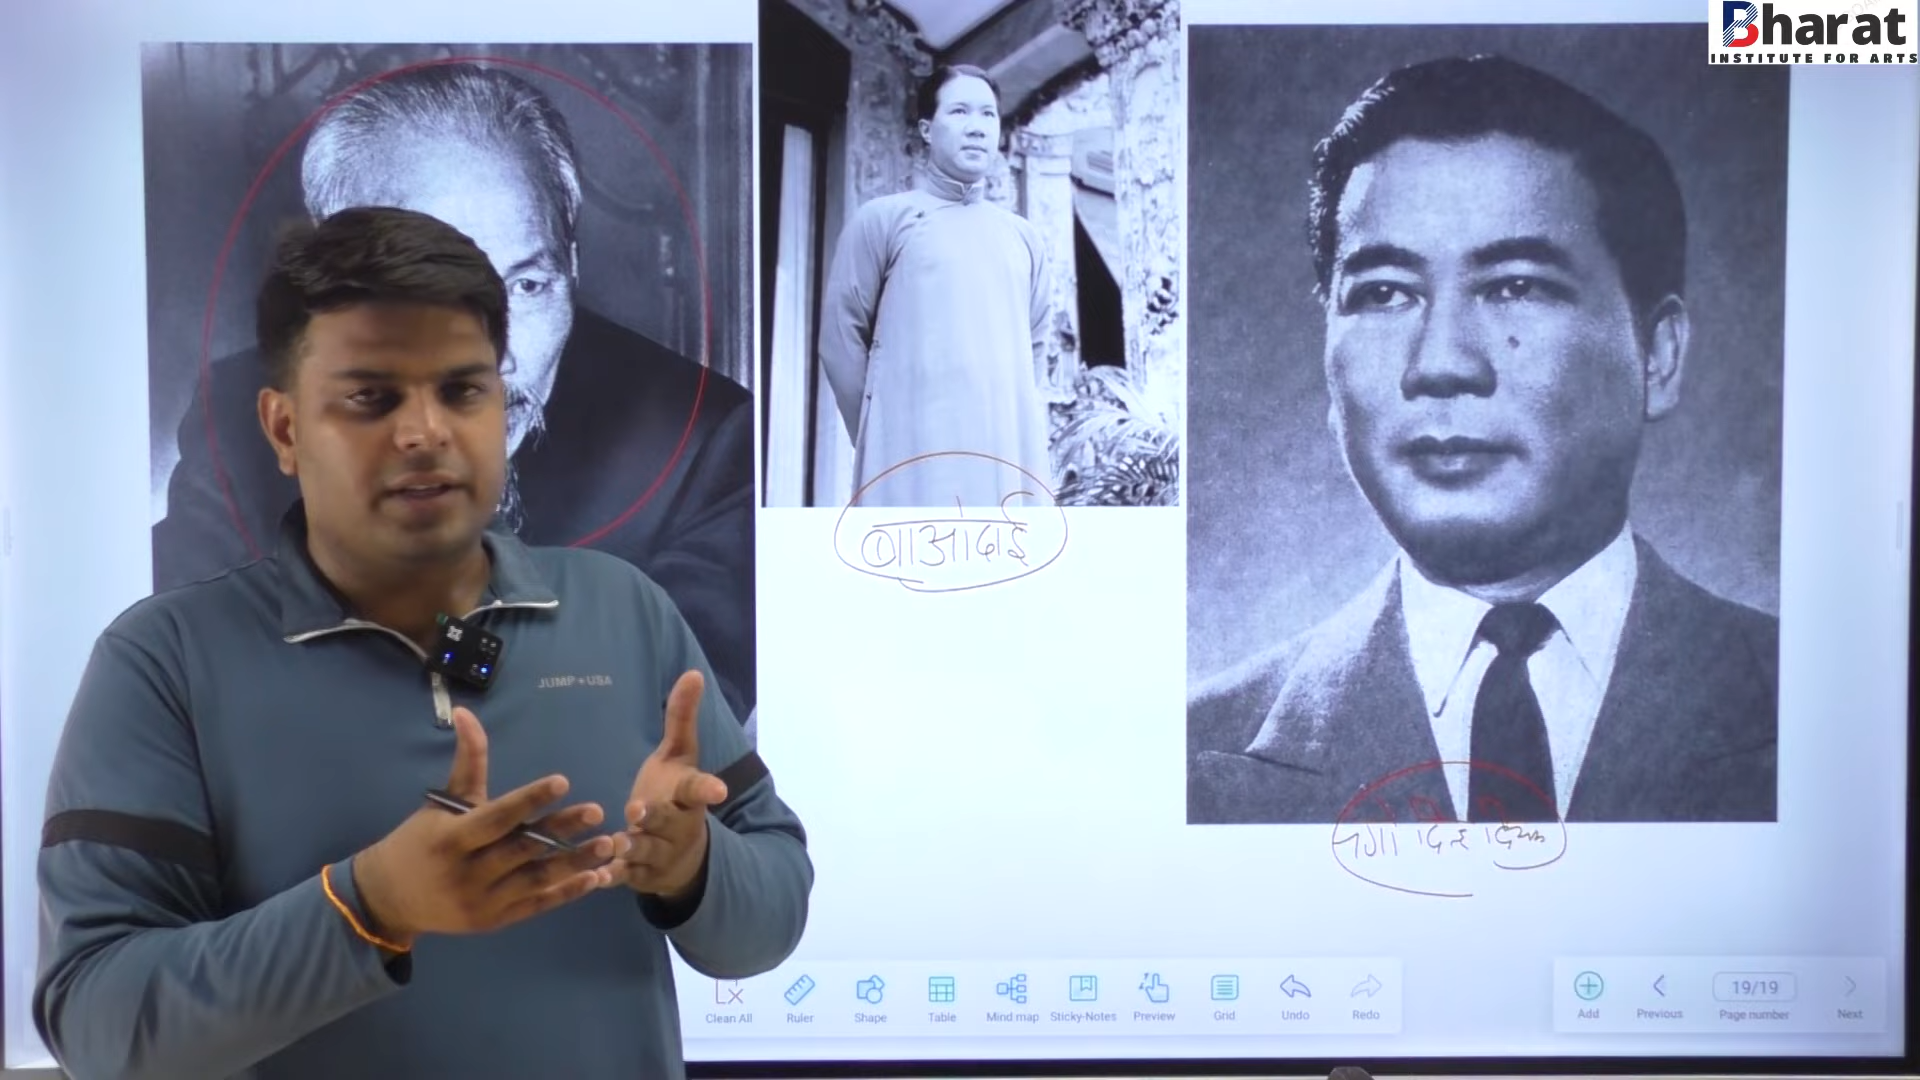 Bharat
INSTITUTE FOR ARTS
बाओदाई
न्गो दिन्ह दियम
JUMP+USA
Clean All
Ruler
Shape
Table
Mind map
Sticky-Notes
Preview
Grid
Undo
Redo
Add
Previous
19/19
Page number
Next